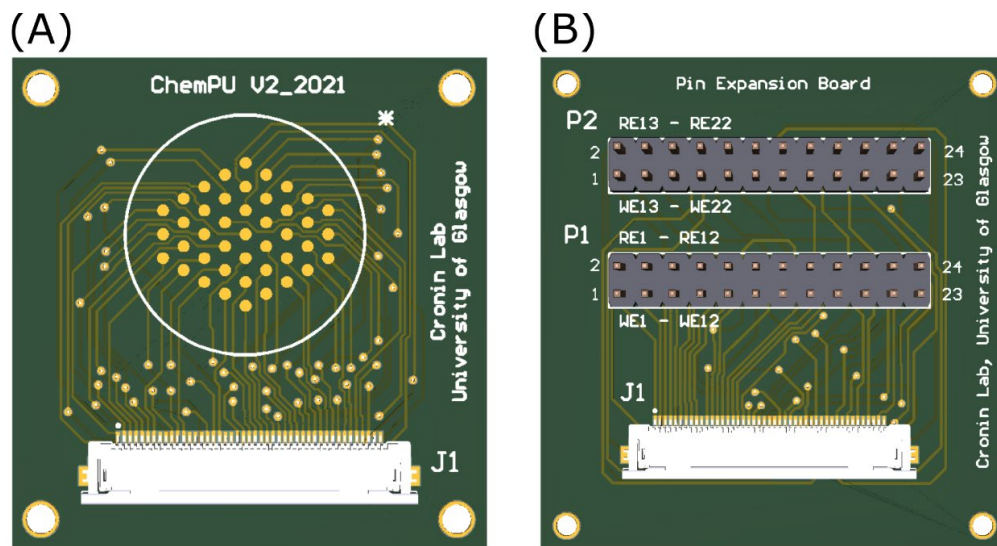 (A)
ChemPU V2_2021
*
Cronin Lab
University of Glasgow
J1
(B)
Pin Expansion Board
P2 RE13 - RE22
2 24
1 23
WE13 - WE22
P1 RE1 - RE12
2 24
1 23
WE1 - WE12
J1
Cronin Lab, University of Glasgow